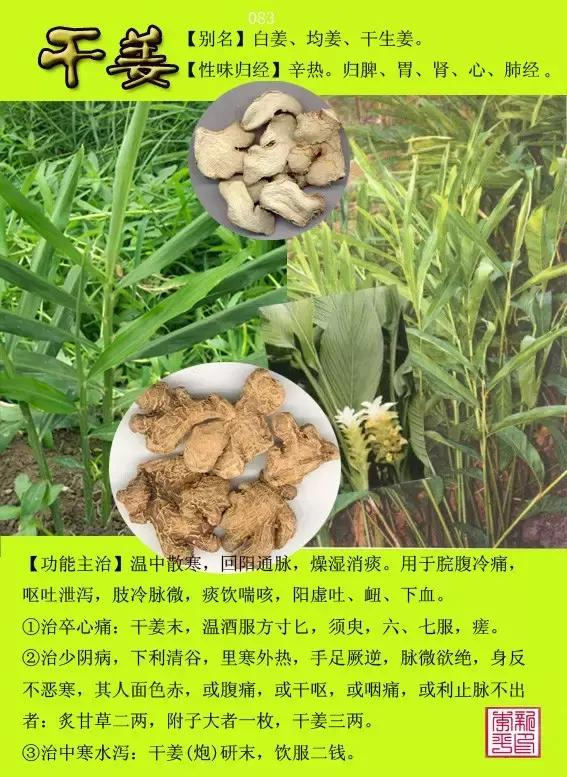 083
干姜
【别名】白姜、均姜、干生姜。
【性味归经】辛热。归脾、胃、肾、心、肺经。
【功能主治】温中散寒，回阳通脉，燥湿消痰。用于脘腹冷痛，
呕吐泄泻，肢冷脉微，痰饮喘咳，阳虚吐、衄、下血。
①治卒心痛：干姜末，温酒服方寸匕，须臾，六、七服，瘥。
②治少阴病，下利清谷，里寒外热，手足厥逆，脉微欲绝，身反
不恶寒，其人面色赤，或腹痛，或干呕，或咽痛，或利止脉不出
者：炙甘草二两，附子大者一枚，干姜三两。
③治中寒水泻：干姜(炮)研末，饮服二钱。